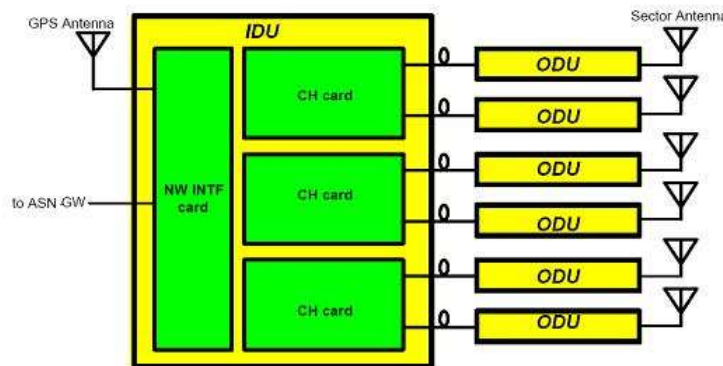 GPS Antenna
IDU
Sector Antenna
CH card
ODU
ODU
NW INTF
card
CH card
ODU
to ASN GW
ODU
CH card
ODU
ODU